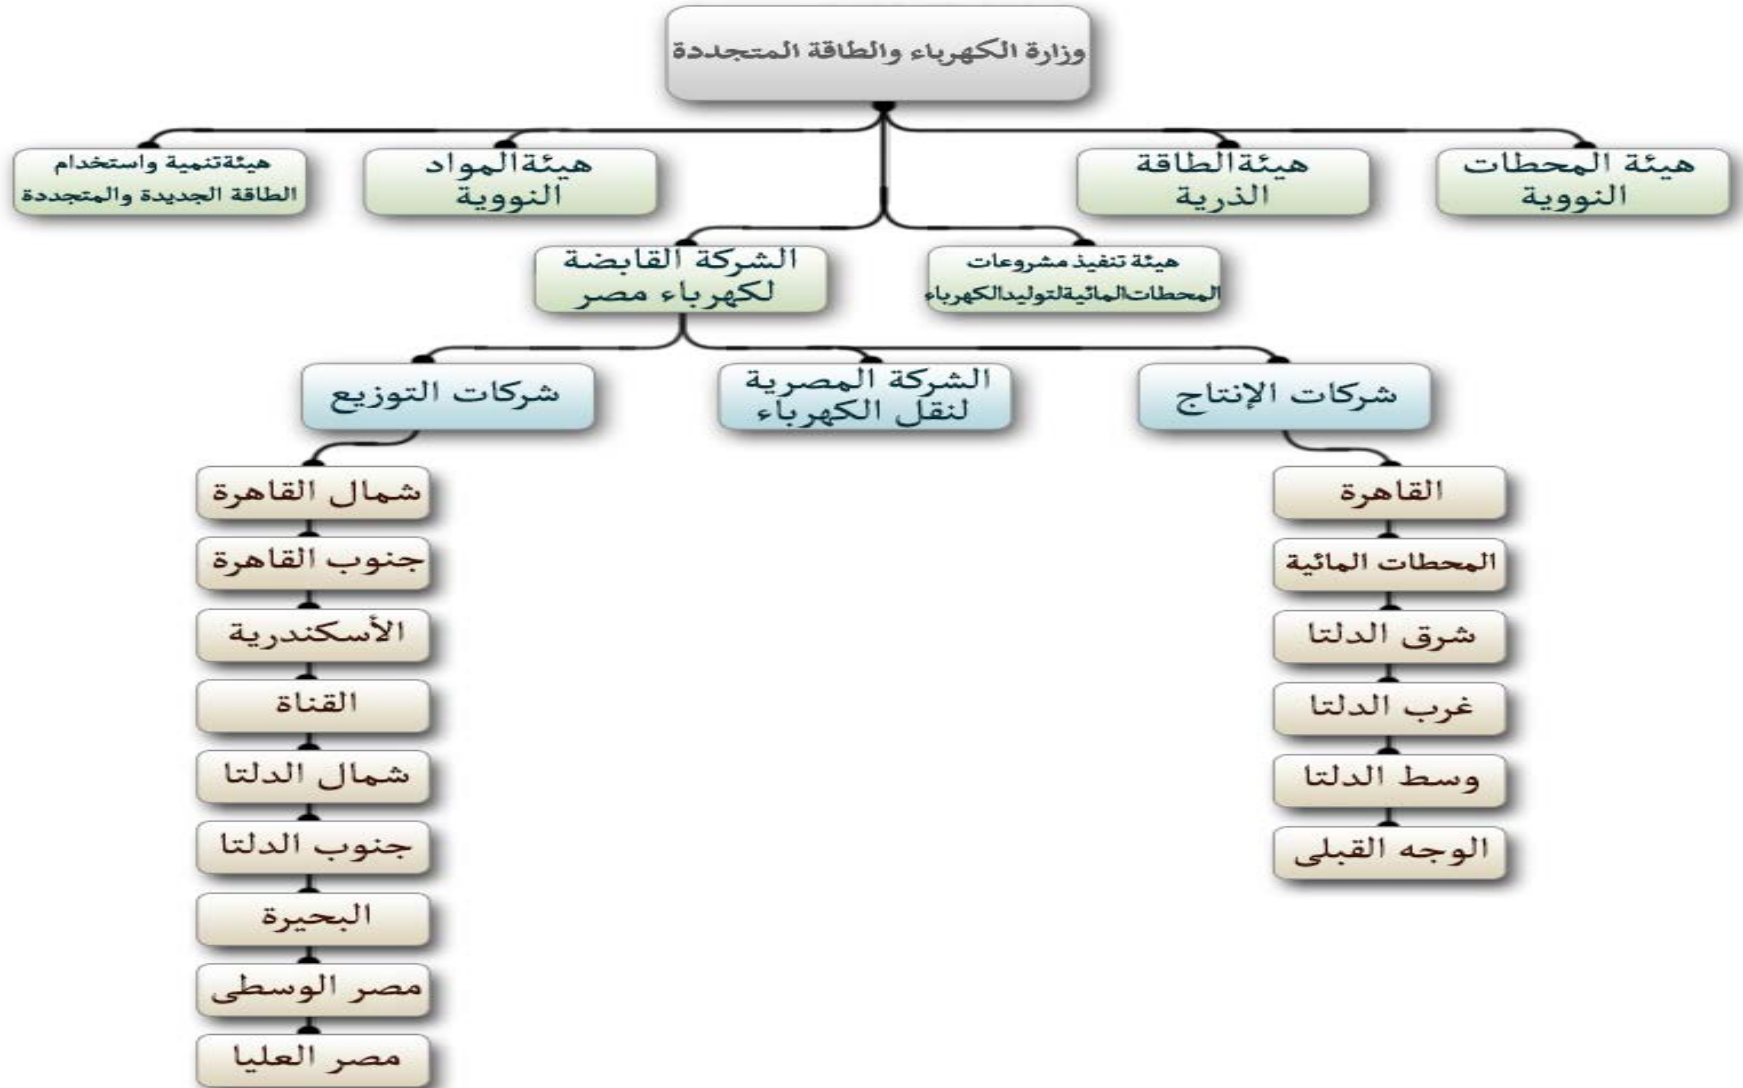 وزارة الكهرباء والطاقة المتجددة
هيئة المحطات
النووية
هيئة الطاقة
الذرية
هيئة المواد
النووية
هيئة تنمية واستخدام
الطاقة الجديدة والمتجددة
هيئة تنفيذ مشروعات
المحطات المائية لتوليد الكهرباء
الشركة القابضة
لكهرباء مصر
شركات الإنتاج
الشركة المصرية
لنقل الكهرباء
شركات التوزيع
القاهرة
المحطات المائية
شرق الدلتا
غرب الدلتا
وسط الدلتا
الوجه القبلى
شمال القاهرة
جنوب القاهرة
الأسكندرية
القناة
شمال الدلتا
جنوب الدلتا
البحيرة
مصر الوسطى
مصر العليا